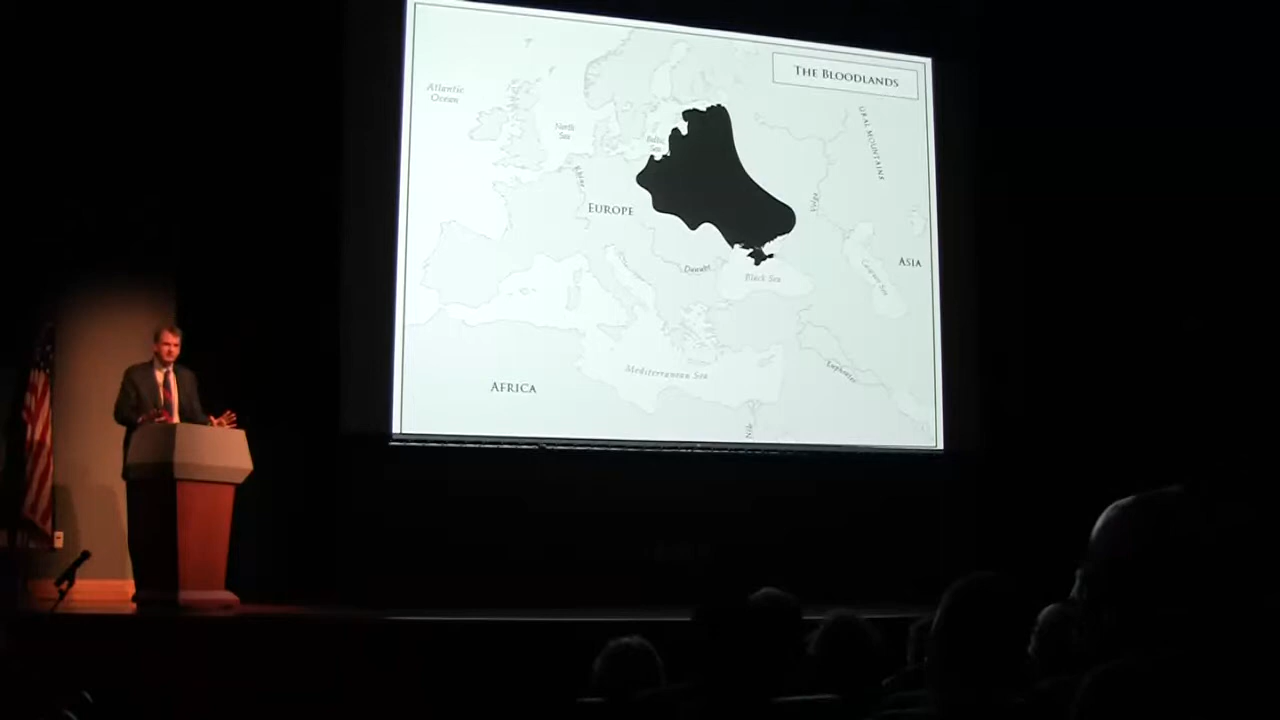 THE BLOODLANDS
Atlantic
Ocean
North
Sea
Baltic
Sea
URAL MOUNTAINS
Rhine
Volga
EUROPE
ASIA
Caspian Sea
Danube
Black Sea
Mediterranean Sea
Euphrates
AFRICA
Nile